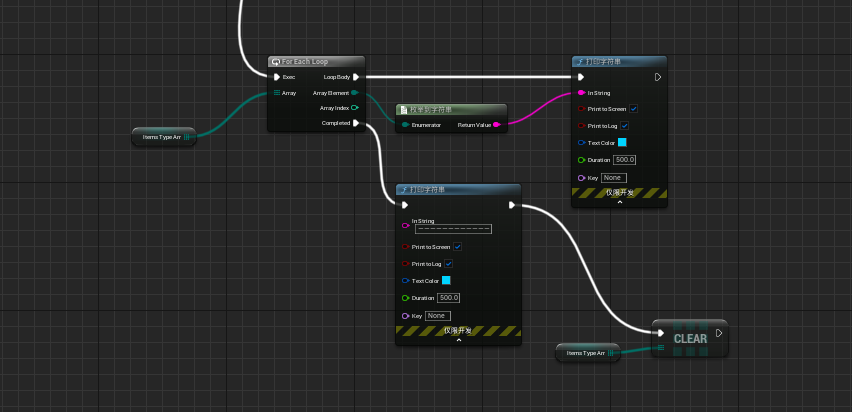 For Each Loop
Exec
Loop Body
Array
Array Element
Array Index
Completed
Items Type Arr
枚举到字符串
Enumerator
Return Value
打印字符串
In String
Print to Screen
Print to Log
Text Color
Duration
500.0
Key
None
仅限开发
打印字符串
In String
------------
Print to Screen
Print to Log
Text Color
Duration
500.0
Key
None
仅限开发
Items Type Arr
CLEAR